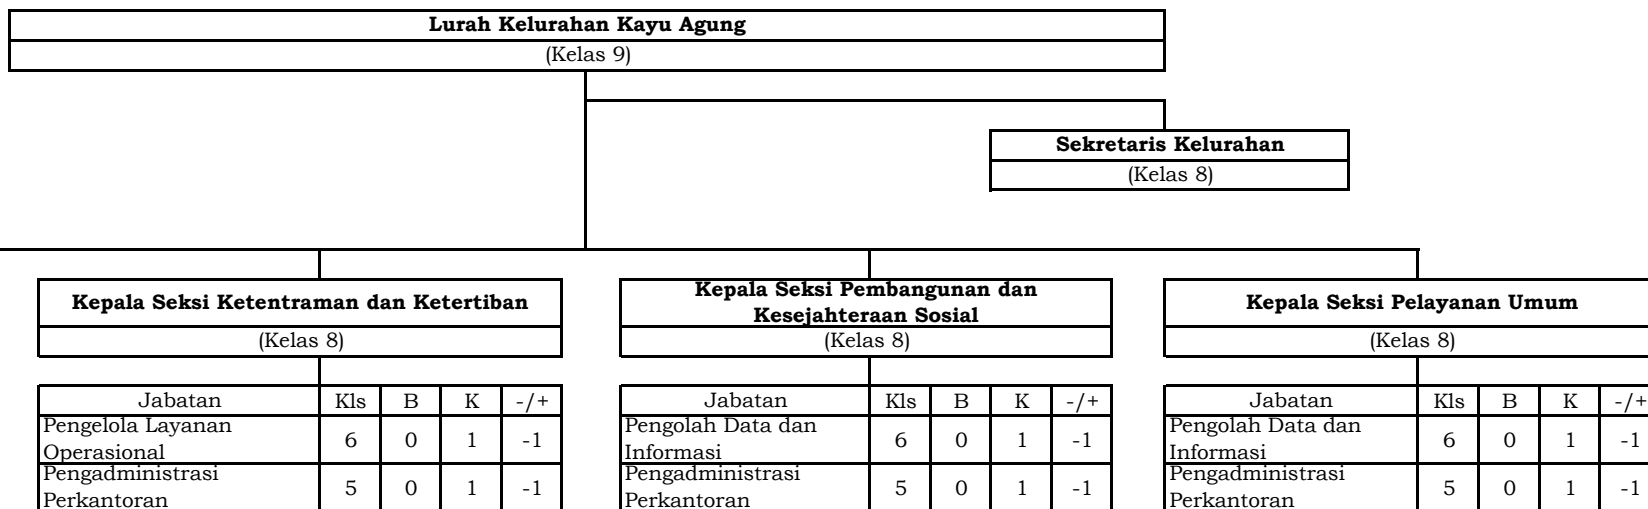 Lurah Kelurahan Kayu Agung
(Kelas 9)
Sekretaris Kelurahan
(Kelas 8)
Kepala Seksi Ketentraman dan Ketertiban
(Kelas 8)
Jabatan Kls B K -/+
Pengelola Layanan
Operasional 6 0 1 -1
Pengadministrasi
Perkantoran 5 0 1 -1
Kepala Seksi Pembangunan dan
Kesejahteraan Sosial
(Kelas 8)
Jabatan Kls B K -/+
Pengolah Data dan
Informasi 6 0 1 -1
Pengadministrasi
Perkantoran 5 0 1 -1
Kepala Seksi Pelayanan Umum
(Kelas 8)
Jabatan Kls B K -/+
Pengolah Data dan
Informasi 6 0 1 -1
Pengadministrasi
Perkantoran 5 0 1 -1